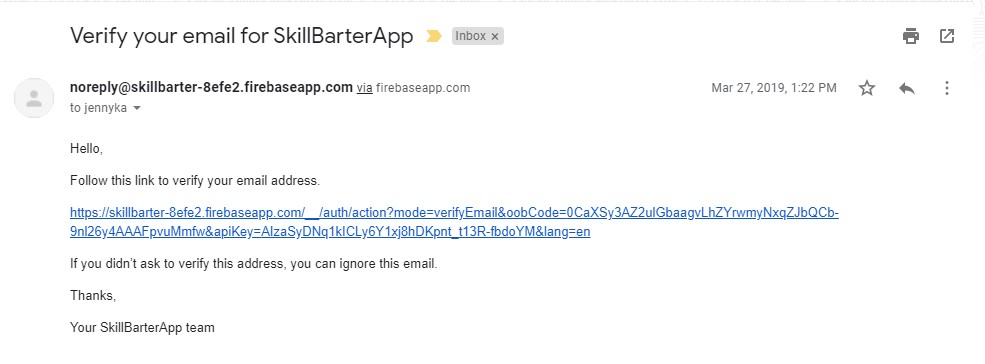 Verify your email for SkillBarterApp Inbox x
noreply@skillbarter-8efe2.firebaseapp.com via firebaseapp.com Mar 27, 2019, 1:22 PM
to jennyka
Hello,
Follow this link to verify your email address.
https://skillbarter-8efe2.firebaseapp.com/__/auth/action?mode=verifyEmail&oobCode=0CaXSy3AZ2uIGbaagvLhZYrwmyNxqZJbQCb-
9nI26y4AAAFpvuMmfw&apiKey=AIzaSyDNq1kICLy6Y1xj8hDKpnt_t13R-fbdoYM&lang=en
If you didn’t ask to verify this address, you can ignore this email.
Thanks,
Your SkillBarterApp team